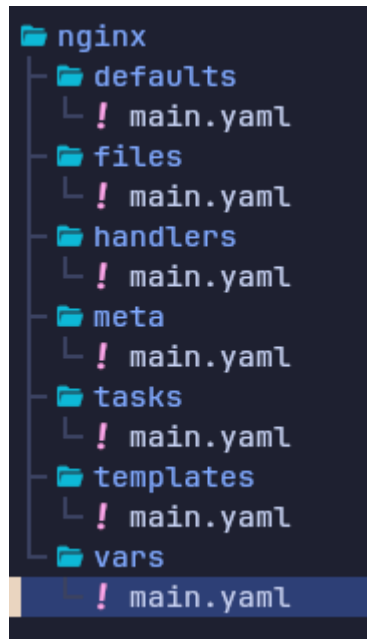 nginx
defaults
! main.yaml
files
! main.yaml
handlers
! main.yaml
meta
! main.yaml
tasks
! main.yaml
templates
! main.yaml
vars
! main.yaml